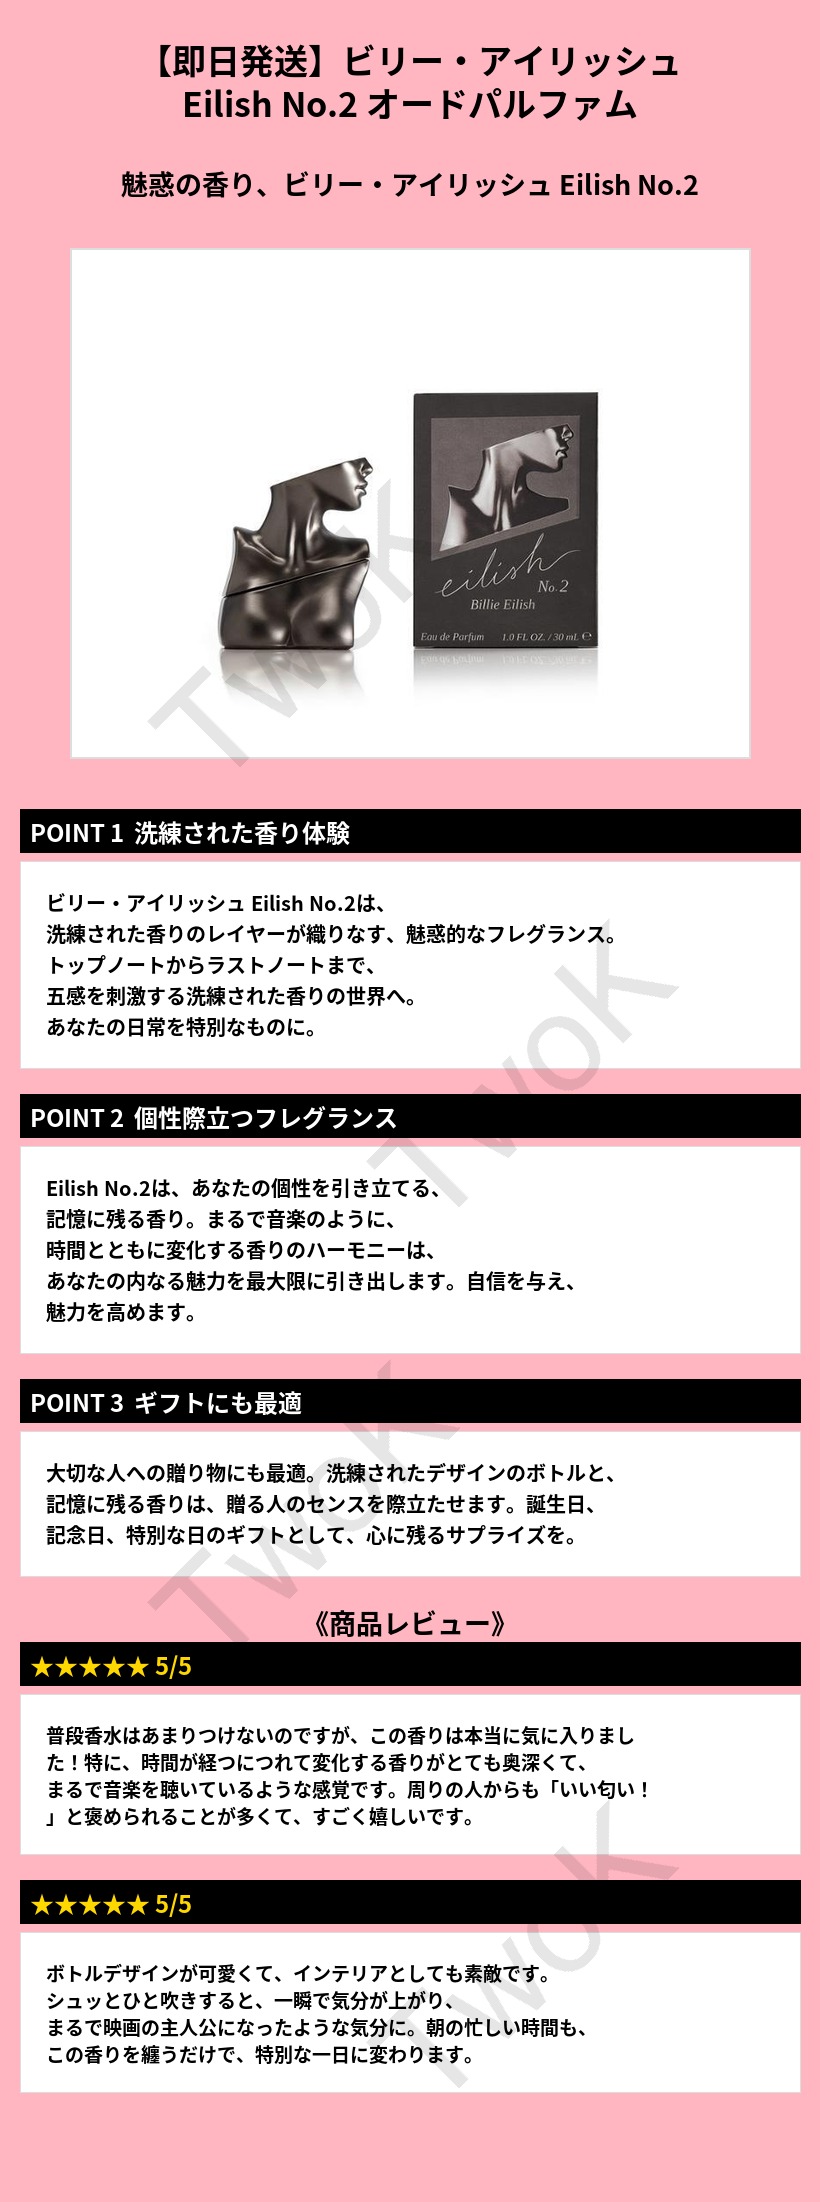 【即日発送】ビリー・アイリッシュ
Eilish No.2 オードパルファム
魅惑の香り、ビリー・アイリッシュ Eilish No.2
eilish
No.2
Billie Eilish
Eau de Parfum 1.0 FL OZ. / 30 mL ℮
TwoK
POINT 1 洗練された香り体験
ビリー・アイリッシュ Eilish No.2は、
洗練された香りのレイヤーが織りなす、魅惑的なフレグランス。
トップノートからラストノートまで、
五感を刺激する洗練された香りの世界へ。
あなたの日常を特別なものに。
TwoK
POINT 2 個性際立つフレグランス
Eilish No.2は、あなたの個性を引き立てる、
記憶に残る香り。まるで音楽のように、
時間とともに変化する香りのハーモニーは、
あなたの内なる魅力を最大限に引き出します。自信を与え、
魅力を高めます。
POINT 3 ギフトにも最適
大切な人への贈り物にも最適。洗練されたデザインのボトルと、
記憶に残る香りは、贈る人のセンスを際立たせます。誕生日、
記念日、特別な日のギフトとして、心に残るサプライズを。
TwoK
《商品レビュー》
★★★★★ 5/5
普段香水はあまりつけないのですが、この香りは本当に気に入りまし
た！特に、時間が経つにつれて変化する香りがとても奥深くて、
まるで音楽を聴いているような感覚です。周りの人からも「いい匂い！
」と褒められることが多くて、すごく嬉しいです。
★★★★★ 5/5
ボトルデザインが可愛くて、インテリアとしても素敵です。
シュッとひと吹きすると、一瞬で気分が上がり、
まるで映画の主人公になったような気分に。朝の忙しい時間も、
この香りを纏うだけで、特別な一日に変わります。
TwoK